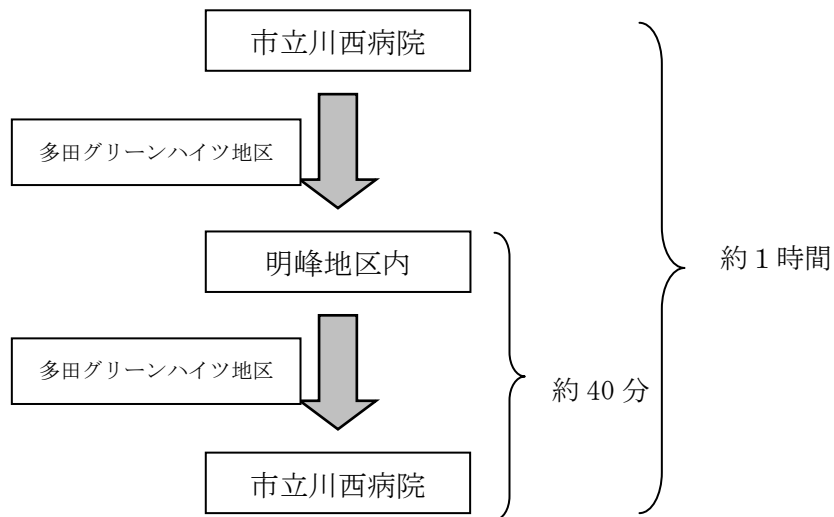 市立川西病院
多田グリーンハイツ地区
明峰地区内
約１時間
多田グリーンハイツ地区
約 40 分
市立川西病院